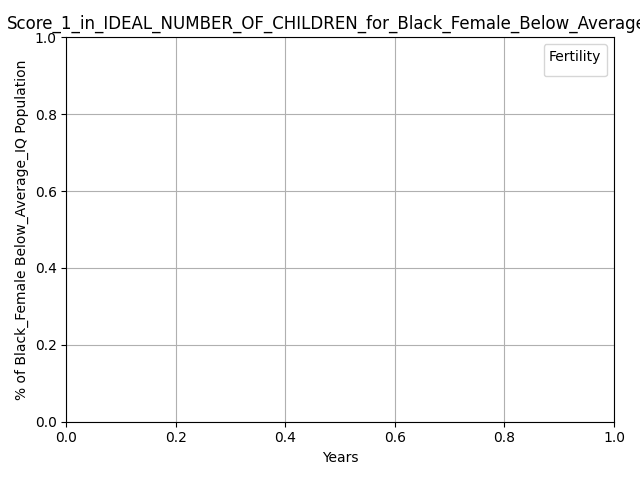 Score_1_in_IDEAL_NUMBER_OF_CHILDREN_for_Black_Female_Below_Average
Fertility
% of Black_Female Below_Average_IQ Population
1.0
0.8
0.6
0.4
0.2
0.0
0.0 0.2 0.4 0.6 0.8 1.0
Years